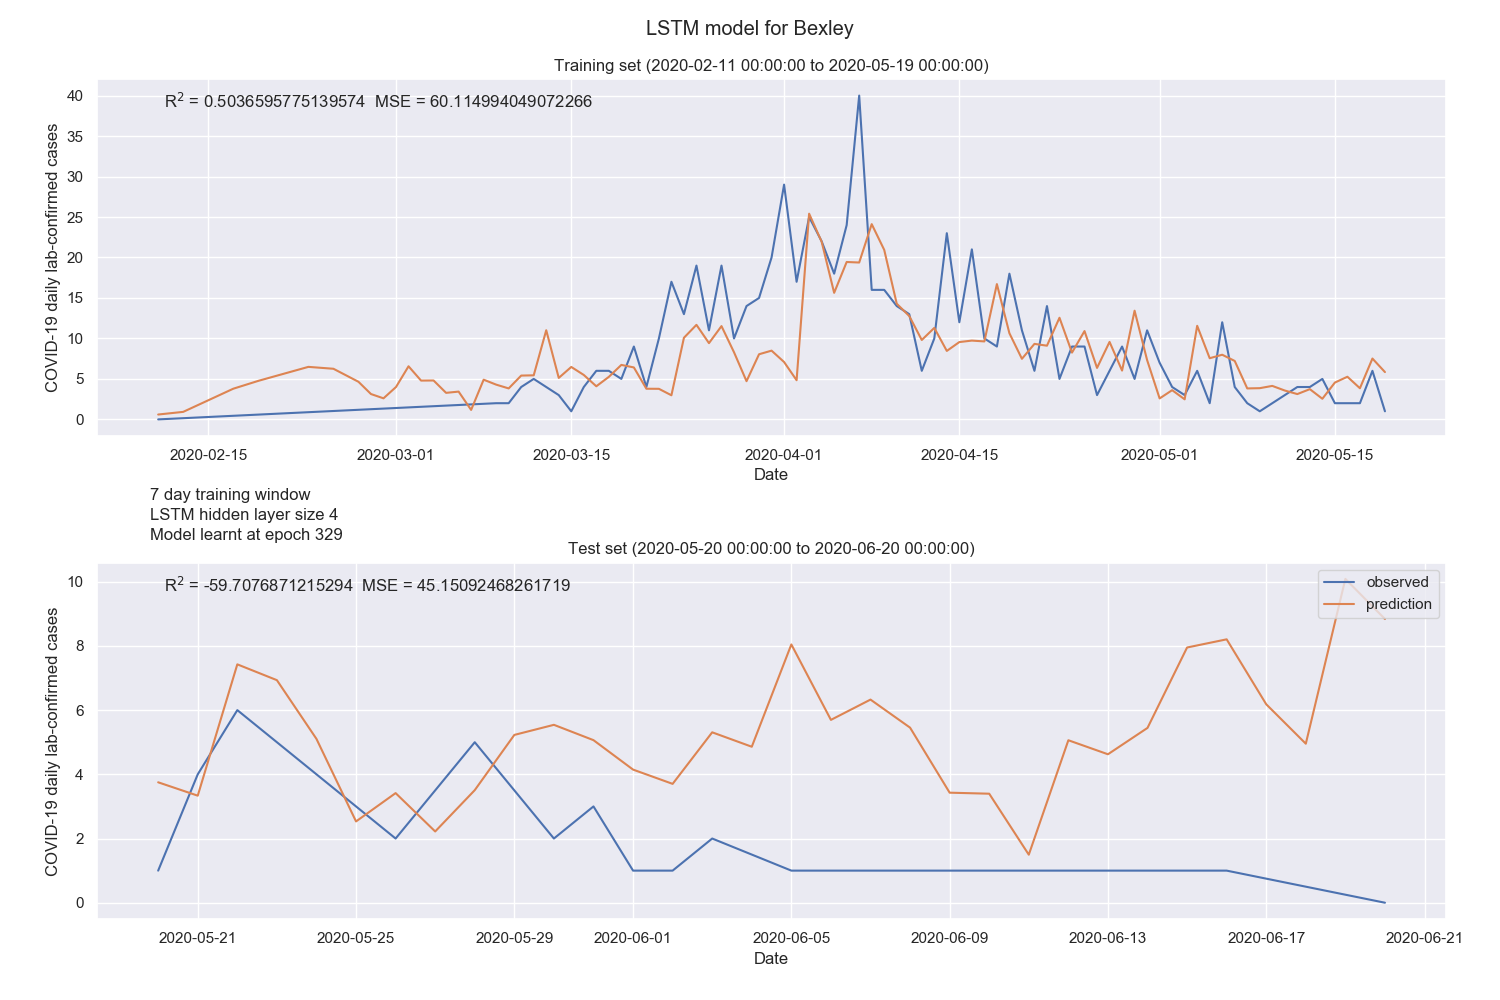 LSTM model for Bexley
Training set (2020-02-11 00:00:00 to 2020-05-19 00:00:00)
R² = 0.5036595775139574  MSE = 60.114994049072266
COVID-19 daily lab-confirmed cases
40
35
30
25
20
15
10
5
0
2020-02-15 2020-03-01 2020-03-15 2020-04-01 2020-04-15 2020-05-01 2020-05-15
Date
7 day training window
LSTM hidden layer size 4
Model learnt at epoch 329
Test set (2020-05-20 00:00:00 to 2020-06-20 00:00:00)
R² = -59.7076871215294  MSE = 45.15092468261719
observed
prediction
COVID-19 daily lab-confirmed cases
10
8
6
4
2
0
2020-05-21 2020-05-25 2020-05-29 2020-06-01 2020-06-05 2020-06-09 2020-06-13 2020-06-17 2020-06-21
Date